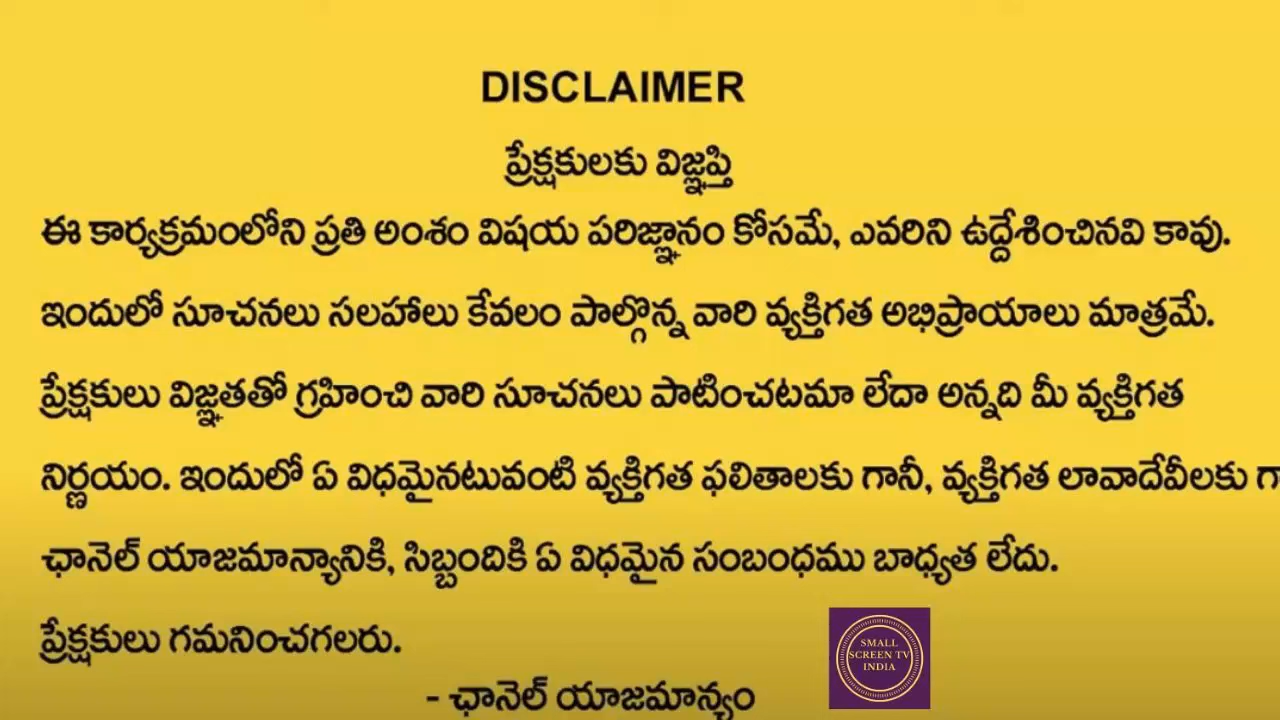 DISCLAIMER
ప్రేక్షకులకు విజ్ఞప్తి
ఈ కార్యక్రమంలోని ప్రతి అంశం విషయ పరిజ్ఞానం కోసమే, ఎవరిని ఉద్దేశించినవి కావు.
ఇందులో సూచనలు సలహాలు కేవలం పాల్గొన్న వారి వ్యక్తిగత అభిప్రాయాలు మాత్రమే.
ప్రేక్షకులు విజ్ఞతతో గ్రహించి వారి సూచనలు పాటించటమా లేదా అన్నది మీ వ్యక్తిగత
నిర్ణయం. ఇందులో ఏ విధమైనటువంటి వ్యక్తిగత ఫలితాలకు గానీ, వ్యక్తిగత లావాదేవీలకు
ఛానెల్ యాజమాన్యానికి, సిబ్బందికి ఏ విధమైన సంబంధము బాధ్యత లేదు.
ప్రేక్షకులు గమనించగలరు.
- ఛానెల్ యాజమాన్యం
SMALL
SCREEN TV
INDIA